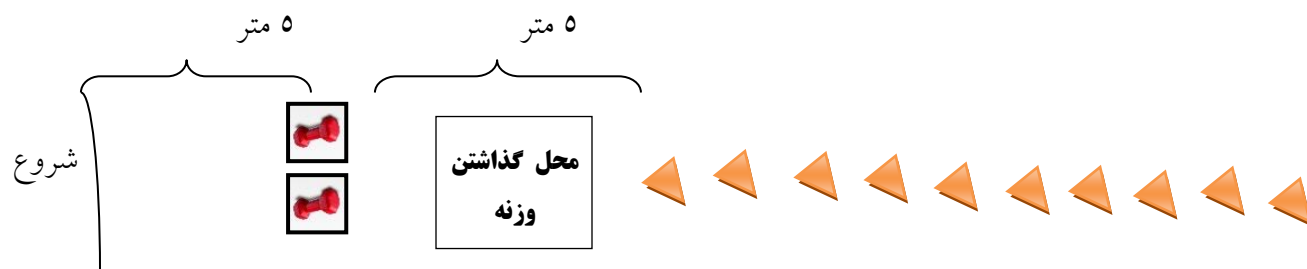 ۵ متر
۵ متر
شروع
محل گذاشتن
وزنه